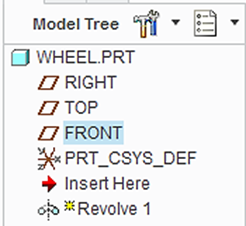 Model Tree
WHEEL.PRT
RIGHT
TOP
FRONT
PRT_CSYS_DEF
Insert Here
Revolve 1